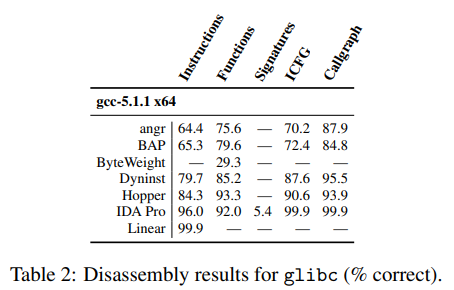 Instructions Functions Signatures ICFG Callgraph
gcc-5.1.1 x64
angr 64.4 75.6 — 70.2 87.9
BAP 65.3 79.6 — 72.4 84.8
ByteWeight — 29.3 — — —
Dyninst 79.7 85.2 — 87.6 95.5
Hopper 84.3 93.3 — 90.6 93.9
IDA Pro 96.0 92.0 5.4 99.9 99.9
Linear 99.9 — — — —
Table 2: Disassembly results for glibc (% correct).